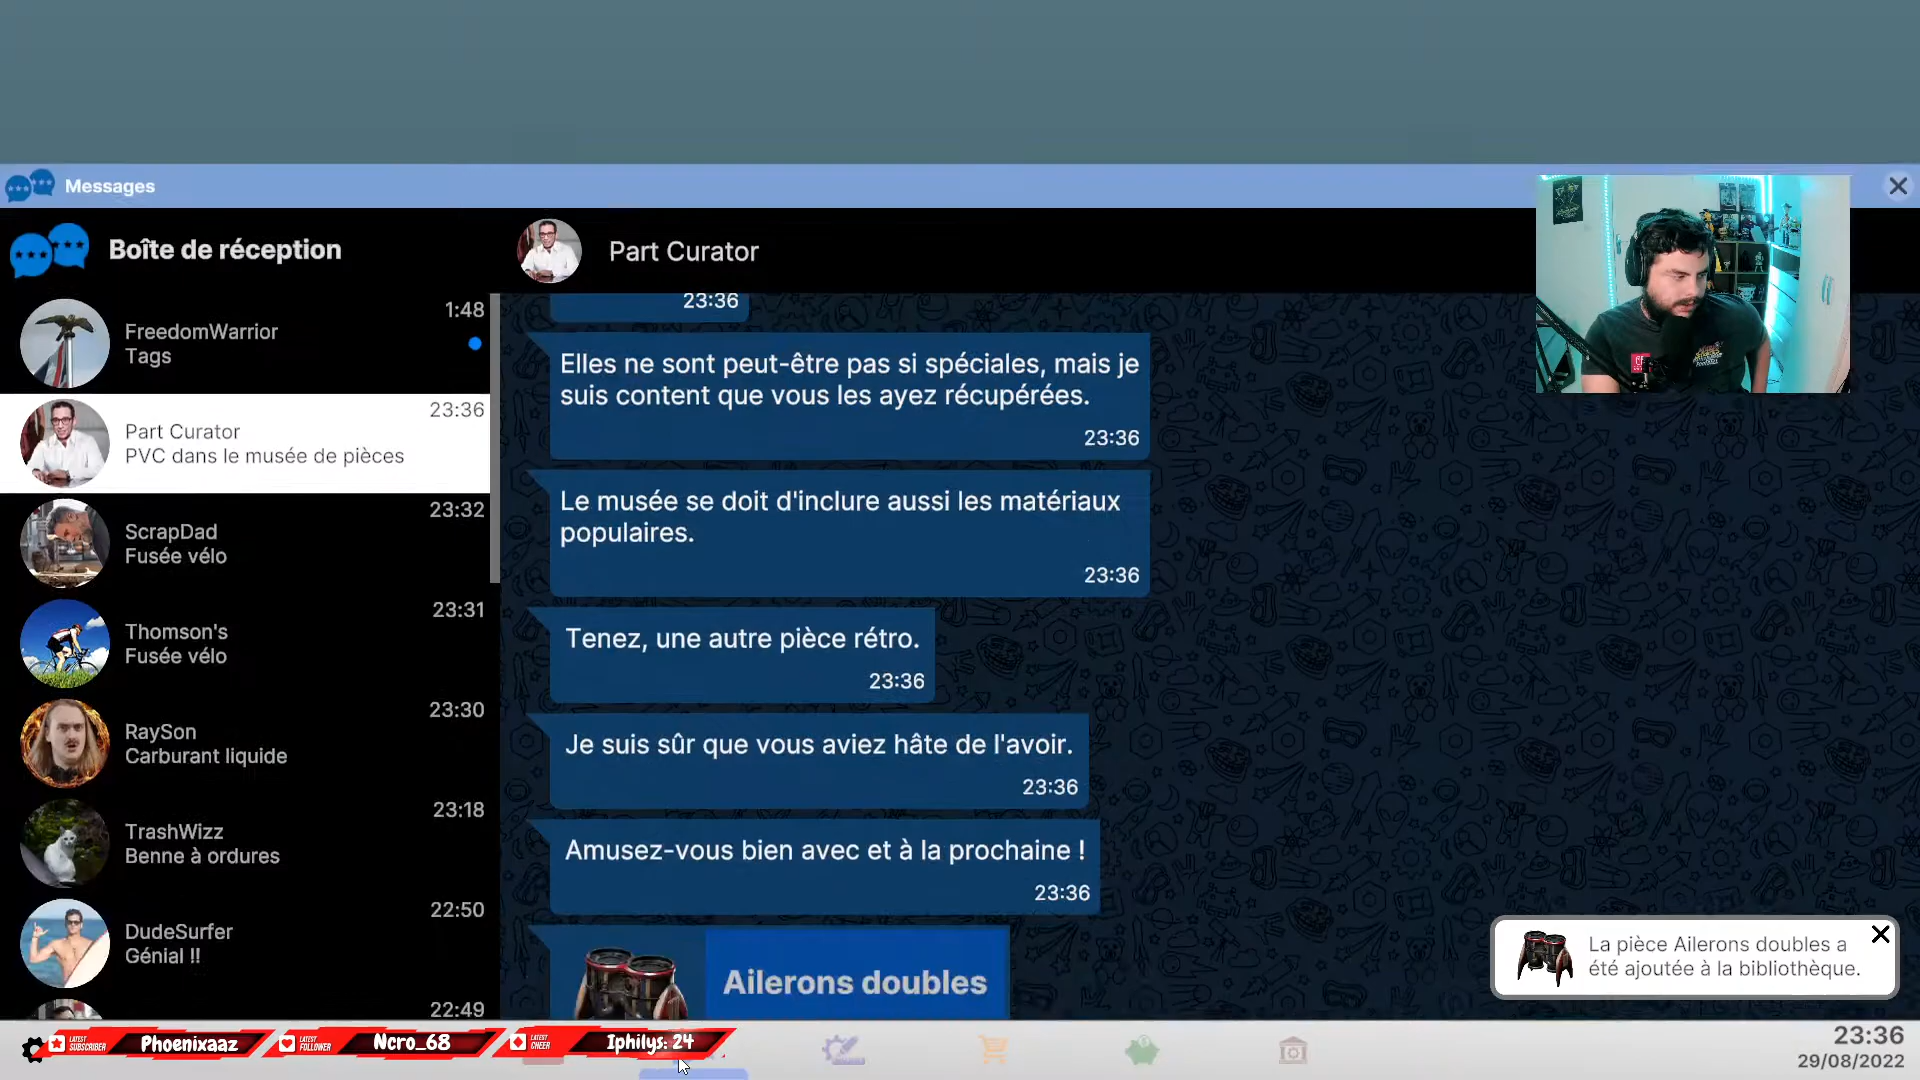 Messages
Boîte de réception
Part Curator
1:48
FreedomWarrior
Tags
23:36
Part Curator
PVC dans le musée de pièces
23:32
ScrapDad
Fusée vélo
23:31
Thomson's
Fusée vélo
23:30
RaySon
Carburant liquide
23:18
TrashWizz
Benne à ordures
22:50
DudeSurfer
Génial !!
22:49
23:36
Elles ne sont peut-être pas si spéciales, mais je
suis content que vous les ayez récupérées.
23:36
Le musée se doit d'inclure aussi les matériaux
populaires.
23:36
Tenez, une autre pièce rétro.
23:36
Je suis sûr que vous aviez hâte de l'avoir.
23:36
Amusez-vous bien avec et à la prochaine !
23:36
Ailerons doubles
La pièce Ailerons doubles a
été ajoutée à la bibliothèque.
LATEST
SUBSCRIBER
Phoenixaaz
LATEST
FOLLOWER
Ncro_68
LATEST
CHEER
Iphilys: 24
23:36
29/08/2022